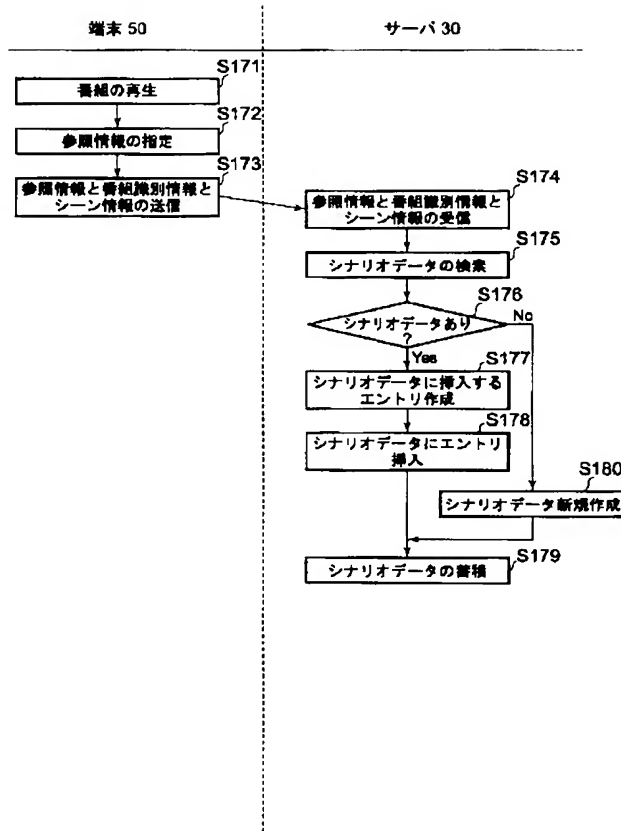 端末 50
サーバ 30
S171
番組の再生
S172
参照情報の指定
S173
参照情報と番組識別情報と
シーン情報の送信
S174
参照情報と番組識別情報と
シーン情報の受信
S175
シナリオデータの検索
S176
シナリオデータあり
?
No
Yes
S177
シナリオデータに挿入する
エントリ作成
S178
シナリオデータにエントリ
挿入
S180
シナリオデータ新規作成
S179
シナリオデータの蓄積